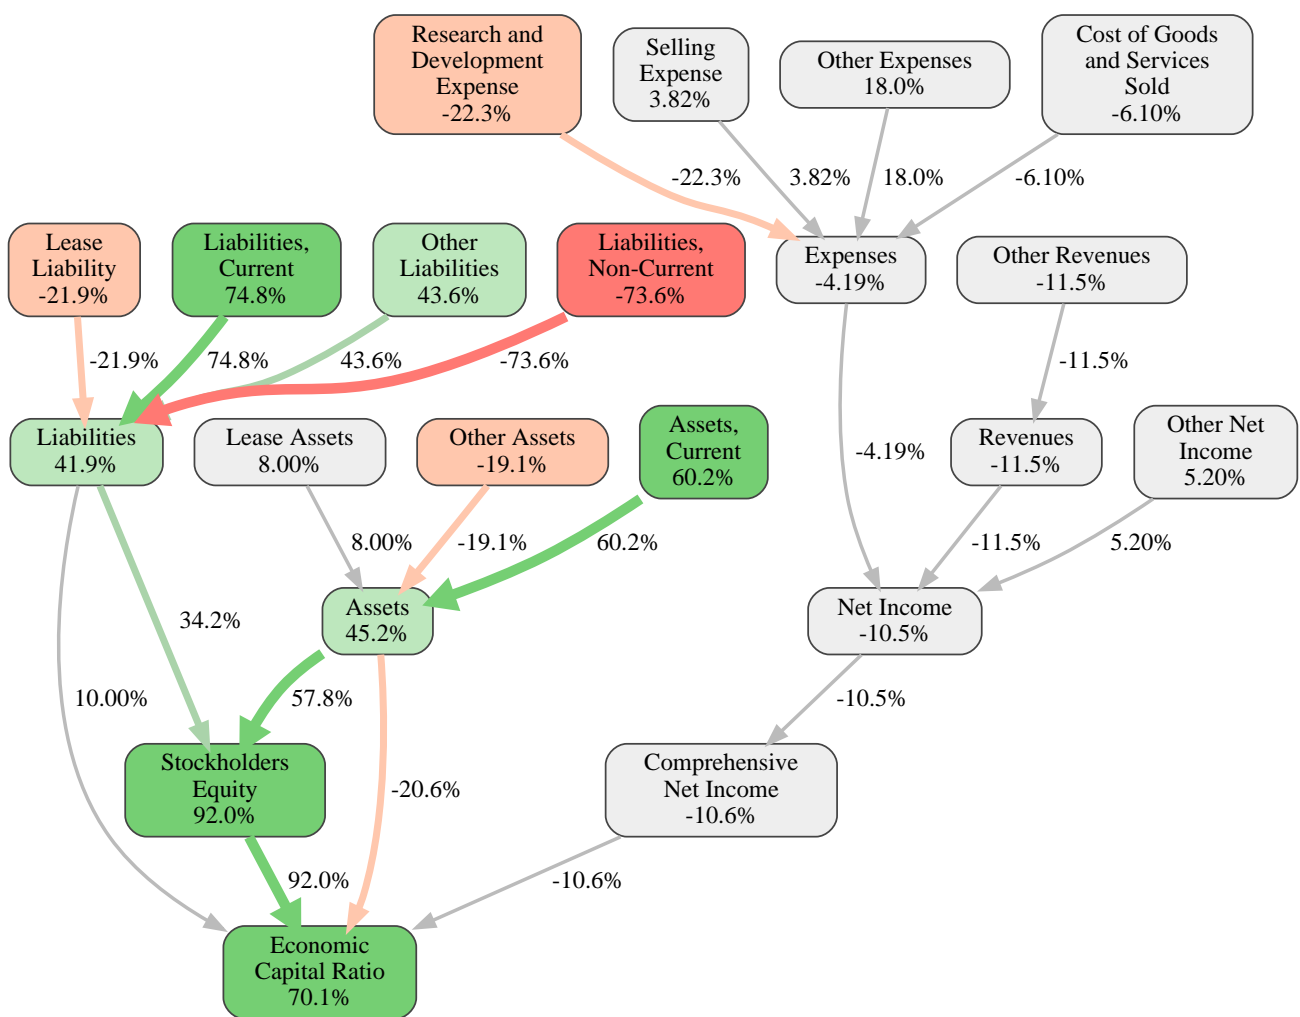 Research and
Development
Expense
-22.3%
Selling
Expense
3.82%
Other Expenses
18.0%
Cost of Goods
and Services
Sold
-6.10%
-22.3%
3.82%
18.0%
-6.10%
Lease
Liability
-21.9%
Liabilities,
Current
74.8%
Other
Liabilities
43.6%
Liabilities,
Non-Current
-73.6%
Expenses
-4.19%
Other Revenues
-11.5%
-21.9%
74.8%
43.6%
-73.6%
-11.5%
Liabilities
41.9%
Lease Assets
8.00%
Other Assets
-19.1%
Assets,
Current
60.2%
-4.19%
Revenues
-11.5%
Other Net
Income
5.20%
8.00%
-19.1%
60.2%
-11.5%
5.20%
34.2%
Assets
45.2%
Net Income
-10.5%
10.00%
57.8%
-10.5%
Stockholders
Equity
92.0%
-20.6%
Comprehensive
Net Income
-10.6%
92.0%
-10.6%
Economic
Capital Ratio
70.1%